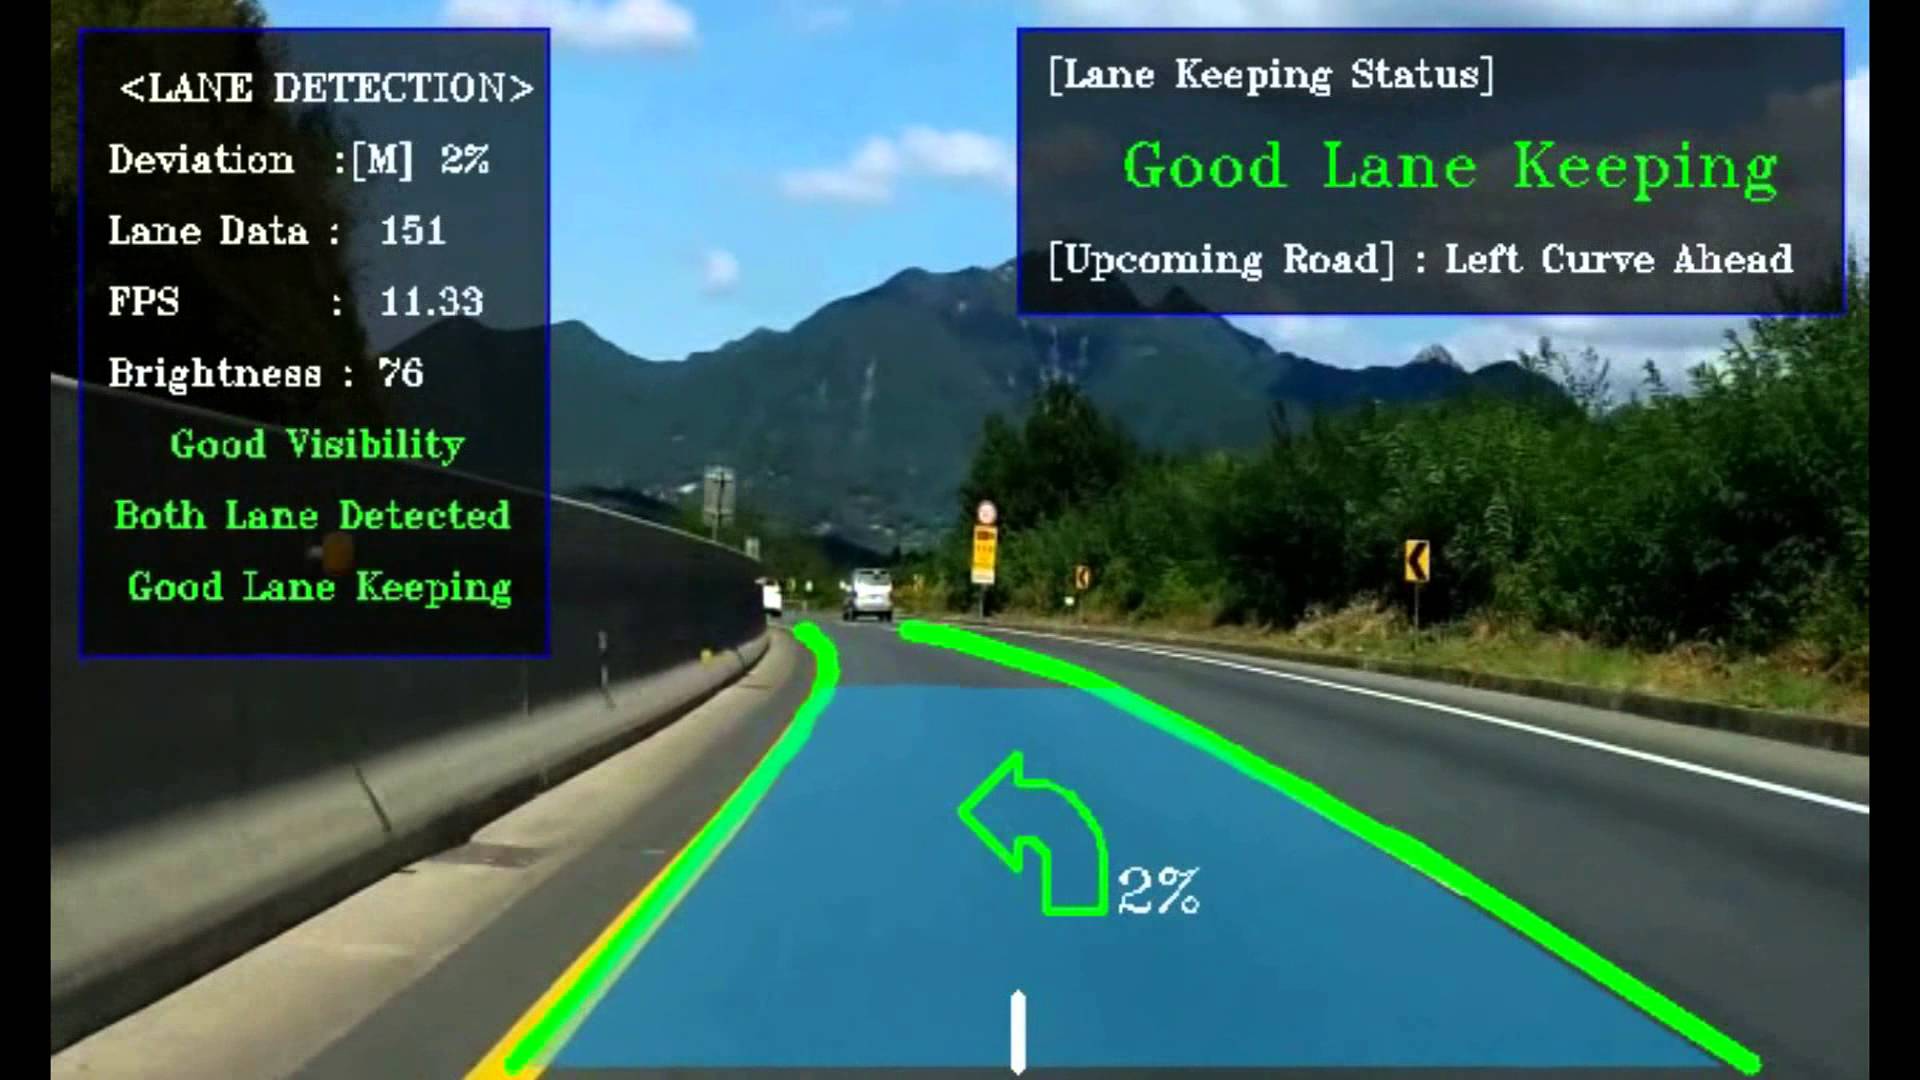 <LANE DETECTION>
Deviation :[M] 2%
Lane Data : 151
FPS : 11.33
Brightness : 76
Good Visibility
Both Lane Detected
Good Lane Keeping
[Lane Keeping Status]
Good Lane Keeping
[Upcoming Road] : Left Curve Ahead
2%